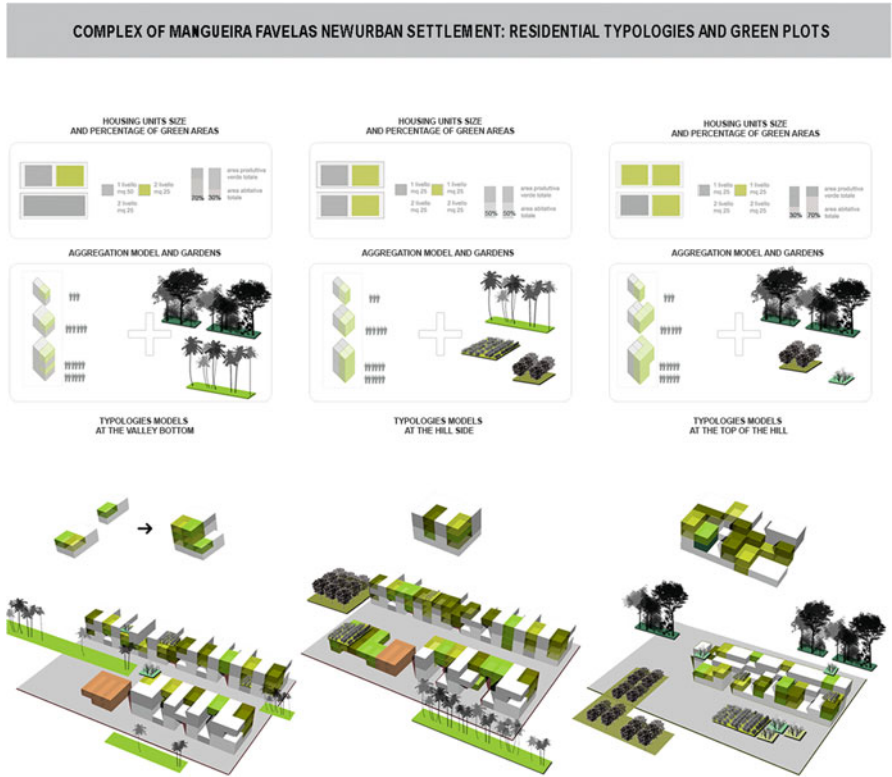 COMPLEX OF MANGUEIRA FAVELAS NEWURBAN SETTLEMENT: RESIDENTIAL TYPOLOGIES AND GREEN PLOTS
HOUSING UNITS SIZE
AND PERCENTAGE OF GREEN AREAS
1 livello
mq 50
2 livello
mq 25
2 livello
mq 25
70%
30%
area produttiva
verde totale
area abitativa
totale
AGGREGATION MODEL AND GARDENS
TYPOLOGIES MODELS
AT THE VALLEY BOTTOM
HOUSING UNITS SIZE
AND PERCENTAGE OF GREEN AREAS
1 livello
mq 25
1 livello
mq 25
2 livello
mq 25
2 livello
mq 25
50%
50%
area produttiva
verde totale
area abitativa
totale
AGGREGATION MODEL AND GARDENS
TYPOLOGIES MODELS
AT THE HILL SIDE
HOUSING UNITS SIZE
AND PERCENTAGE OF GREEN AREAS
1 livello
mq 25
1 livello
mq 25
2 livello
mq 25
2 livello
mq 25
30%
70%
area produttiva
verde totale
area abitativa
totale
AGGREGATION MODEL AND GARDENS
TYPOLOGIES MODELS
AT THE TOP OF THE HILL